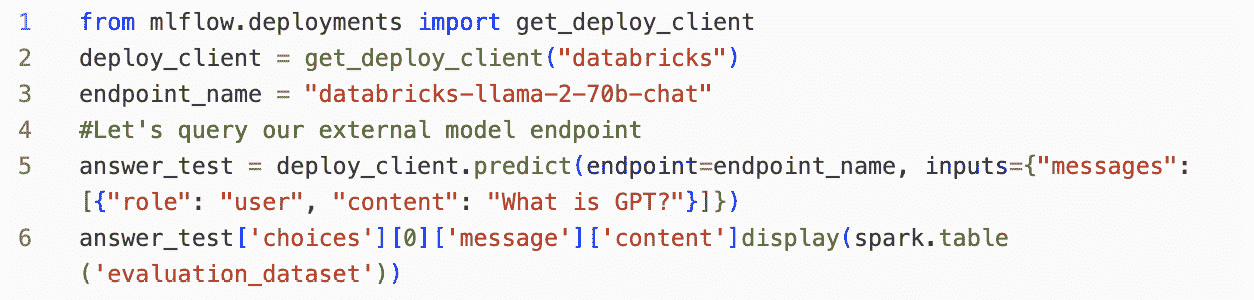 1 from mlflow.deployments import get_deploy_client
2 deploy_client = get_deploy_client("databricks")
3 endpoint_name = "databricks-llama-2-70b-chat"
4 #Let's query our external model endpoint
5 answer_test = deploy_client.predict(endpoint=endpoint_name, inputs={"messages":
[{"role": "user", "content": "What is GPT?"}]})
6 answer_test['choices'][0]['message']['content']display(spark.table
('evaluation_dataset'))